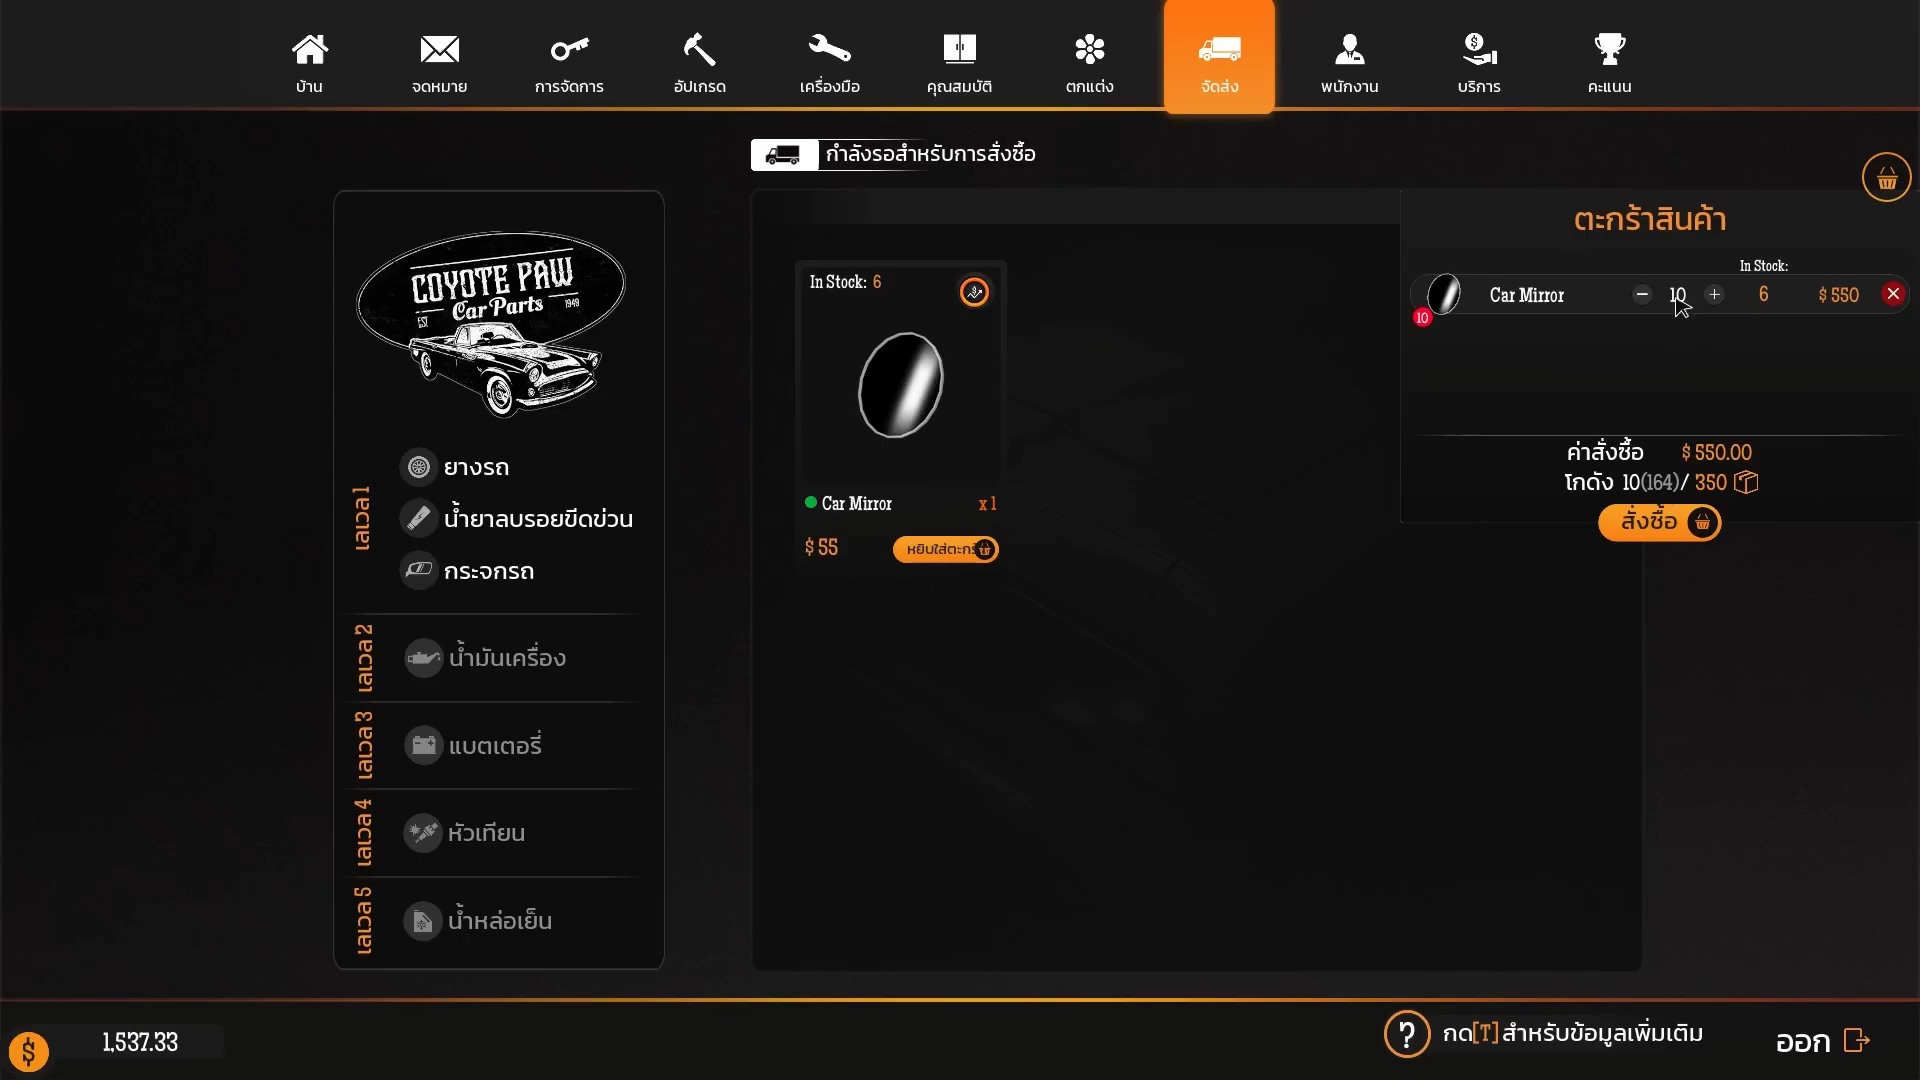 บ้าน
จดหมาย
การจัดการ
อัปเกรด
เครื่องมือ
คุณสมบัติ
ตกแต่ง
จัดส่ง
พนักงาน
บริการ
คะแนน
กำลังรอสำหรับการสั่งซื้อ
COYOTE PAW
Car Parts
EST
1949
เลเวล 1
ยางรถ
น้ำยาลบรอยขีดข่วน
กระจกรถ
เลเวล 2
น้ำมันเครื่อง
เลเวล 3
แบตเตอรี่
เลเวล 4
หัวเทียน
เลเวล 5
น้ำหล่อเย็น
In Stock: 6
Car Mirror x 1
$ 55
ตะกร้าสินค้า
In Stock:
Car Mirror − 10 + 6 $ 550
10
ค่าสั่งซื้อ $ 550.00
โกดัง 10(164)/ 350
สั่งซื้อ
1,537.33
กด[T]สำหรับข้อมูลเพิ่มเติม
ออก